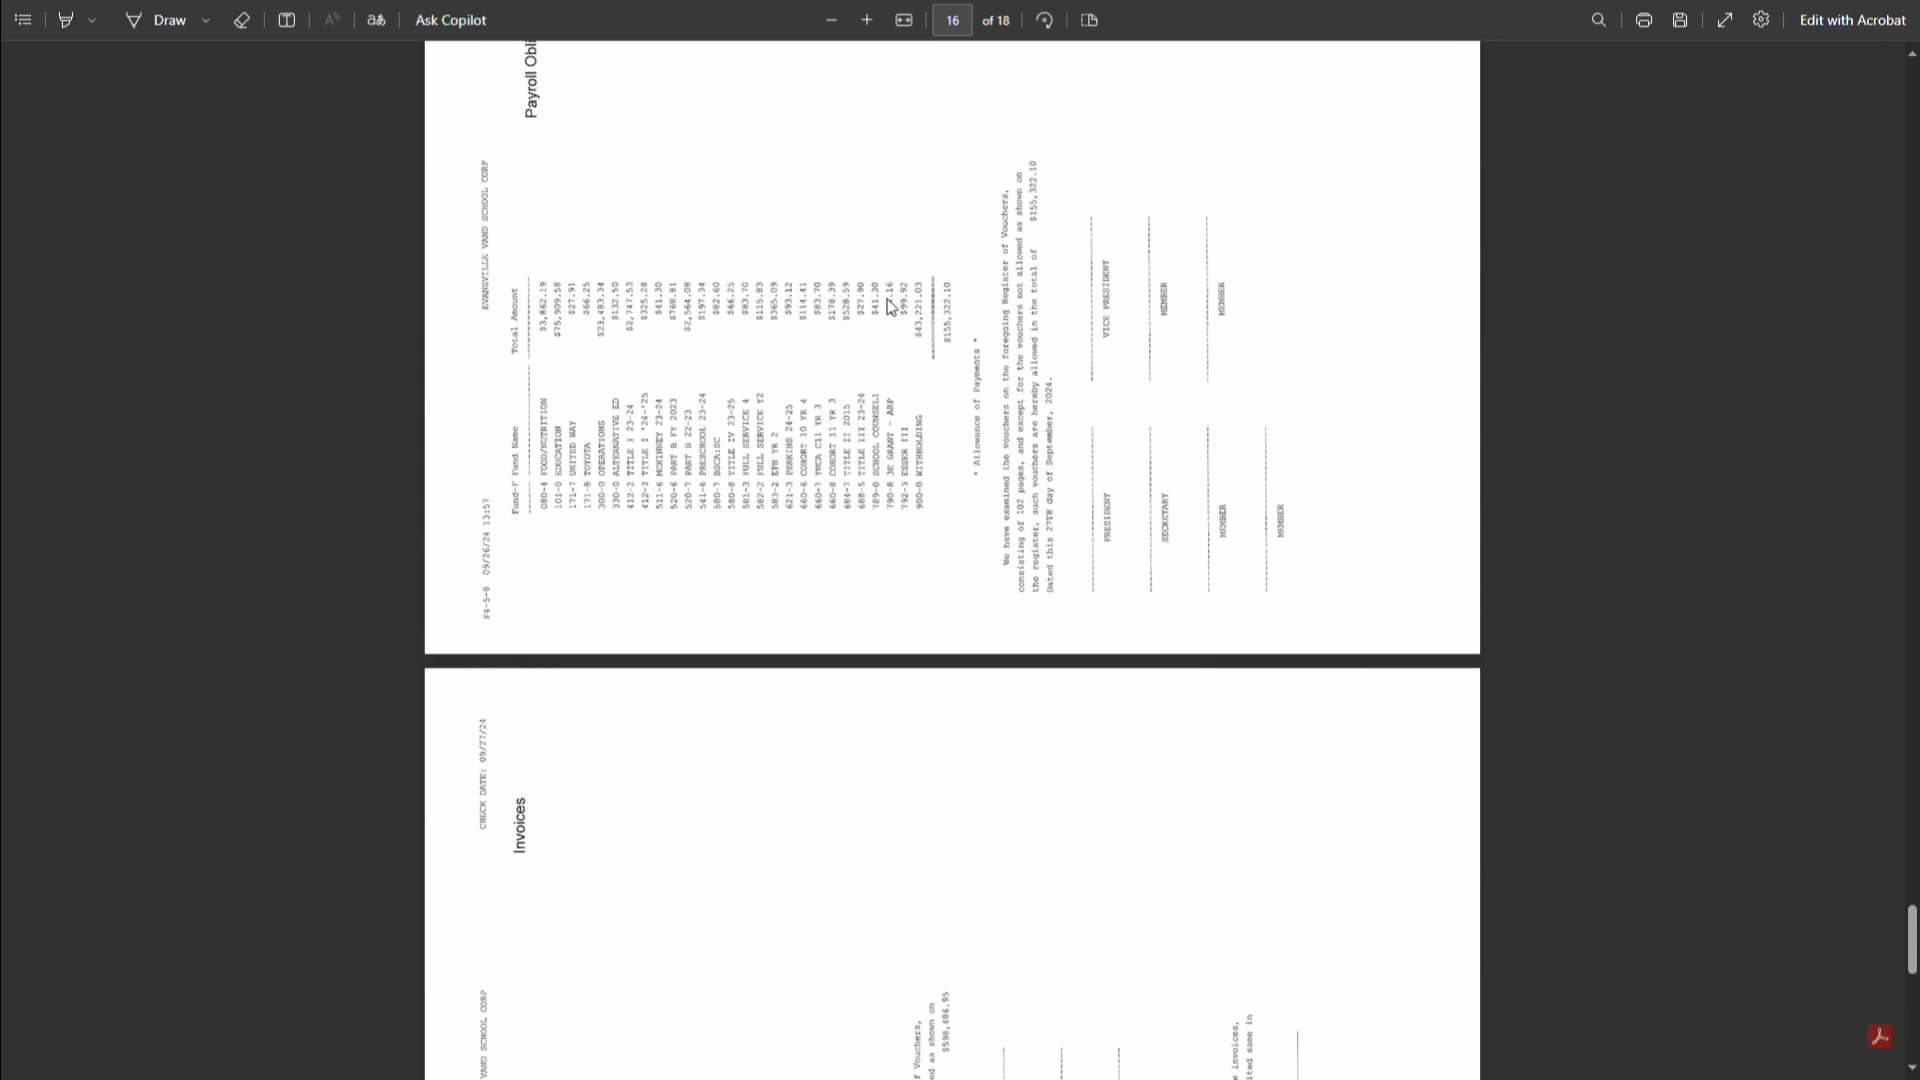 Draw
Ask Copilot
16 of 18
Edit with Acrobat
Payroll Obli
F4-5-8 09/26/24 13:57 EVANSVILLE VAND SCHOOL CORP
Fund-Y Fund Name Total Amount
080-4 FOOD/NUTRITION $3,862.19
101-0 EDUCATION $75,909.58
171-7 UNITED WAY $27.91
171-8 TOYOTA $66.25
300-0 OPERATIONS $23,483.34
330-0 ALTERNATIVE ED $132.50
412-2 TITLE I 23-24 $2,747.53
412-3 TITLE I '24-'25 $325.28
511-6 MCKINNEY 23-24 $41.30
520-6 PART B FY 2023 $768.81
520-7 PART B 22-23 $2,564.08
541-6 PRESCHOOL 23-24 $197.34
580-7 BSCA:SC $82.60
580-8 TITLE IV 23-25 $66.25
581-3 FULL SERVICE 4 $83.70
582-2 FULL SERVICE Y2 $115.83
583-2 EPN YR 2 $365.09
621-3 PERKINS 24-25 $93.12
660-6 COHORT 10 YR 4 $114.41
660-7 YMCA C11 YR 3 $83.70
660-8 COHORT 11 YR 3 $178.39
684-7 TITLE II 2015 $528.59
688-5 TITLE III 23-24 $27.90
789-0 SCHOOL COUNSELI $41.30
790-8 3E GRANT - ARP
792-3 ESSER III $99.92
900-0 WITHHOLDING $43,221.03
$155,322.10
* Allowance of Payments *
We have examined the vouchers on the foregoing Register of Vouchers,
consisting of 102 pages, and except for the vouchers not allowed as shown on
the register, such vouchers are hereby allowed in the total of $155,322.10
Dated this 27TH day of September, 2024.
PRESIDENT VICE PRESIDENT
SECRETARY MEMBER
MEMBER MEMBER
MEMBER
VAND SCHOOL CORP CHECK DATE: 09/27/24
Invoices
f Vouchers,
ed as shown on
$598,486.95
e invoices,
ited same in